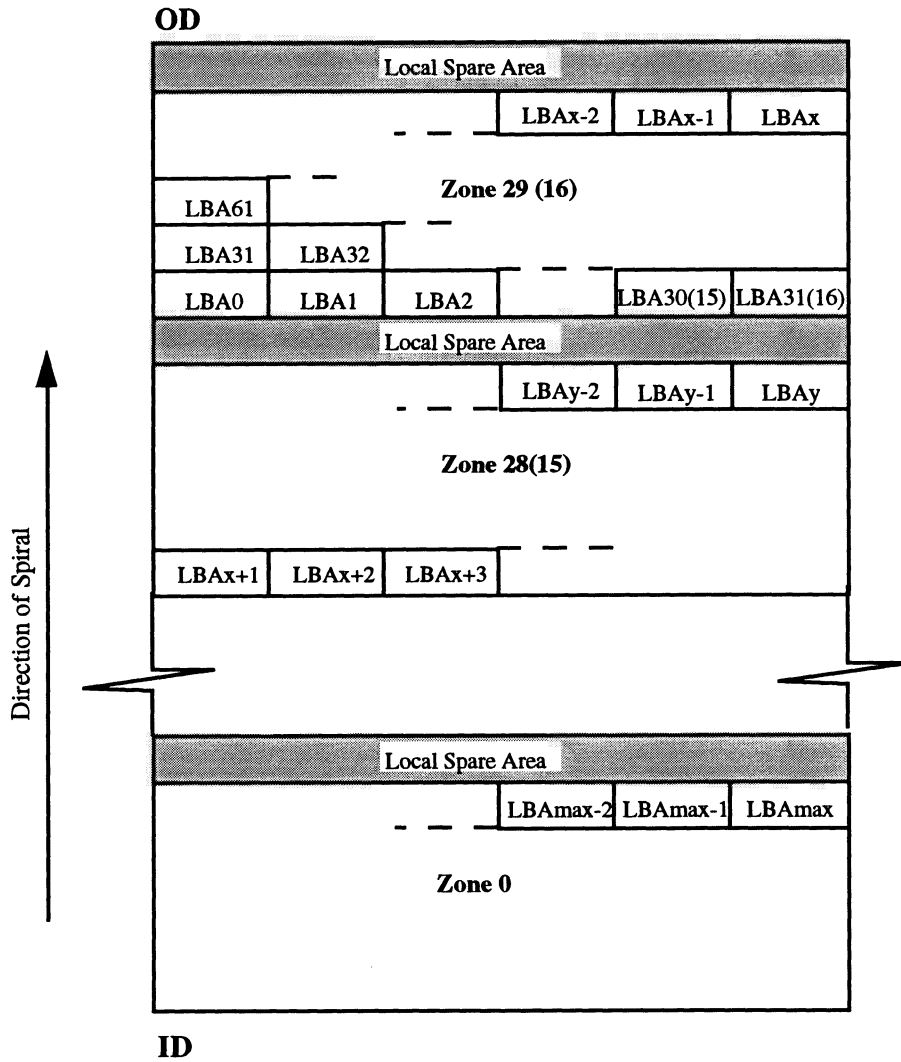 OD
Local Spare Area
LBAx-2 LBAx-1 LBAx
Zone 29 (16)
LBA61
LBA31 LBA32
LBA0 LBA1 LBA2 LBA30(15) LBA31(16)
Local Spare Area
LBAy-2 LBAy-1 LBAy
Zone 28(15)
LBAx+1 LBAx+2 LBAx+3
Direction of Spiral
Local Spare Area
LBAmax-2 LBAmax-1 LBAmax
Zone 0
ID